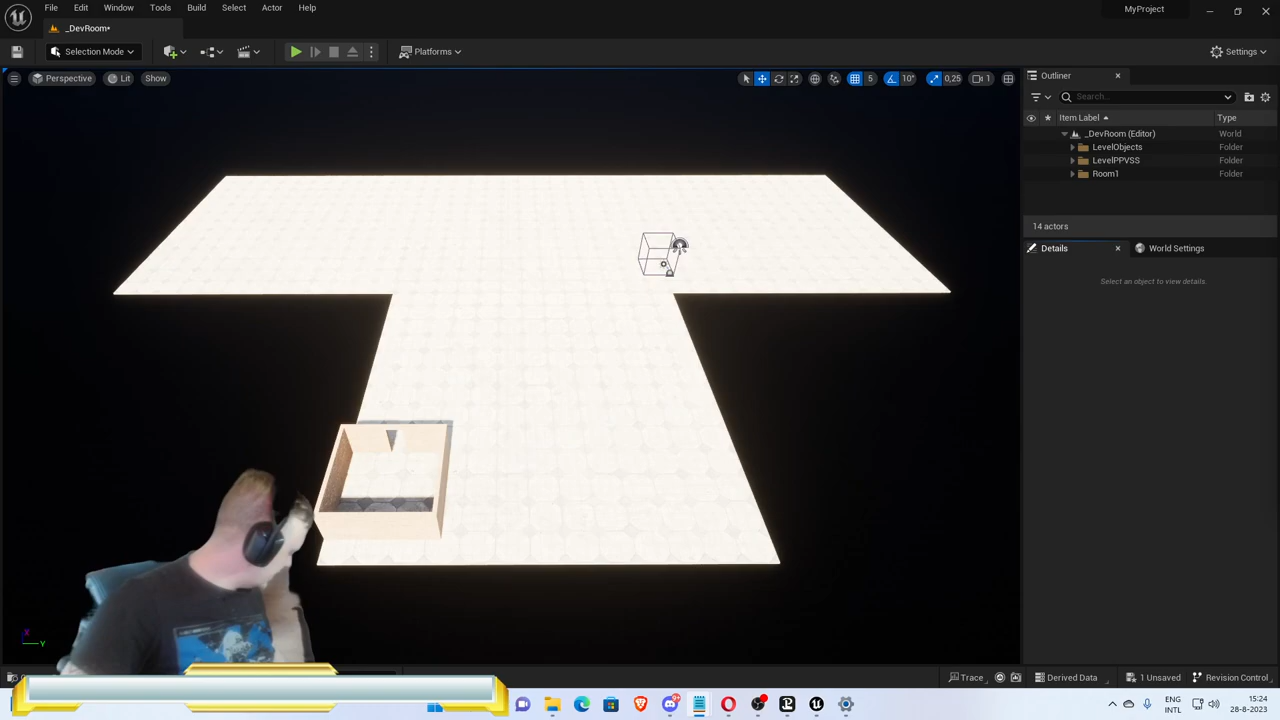 File Edit Window Tools Build Select Actor Help
MyProject
_DevRoom•
Selection Mode
Platforms
Settings
Perspective Lit Show
5 10° 0,25 1
Outliner
Search...
Item Label Type
_DevRoom (Editor) World
LevelObjects Folder
LevelPPVSS Folder
Room1 Folder
14 actors
Details World Settings
Select an object to view details.
X
Y
Trace Derived Data 1 Unsaved Revision Control
ENG
INTL
15:24
28-8-2023